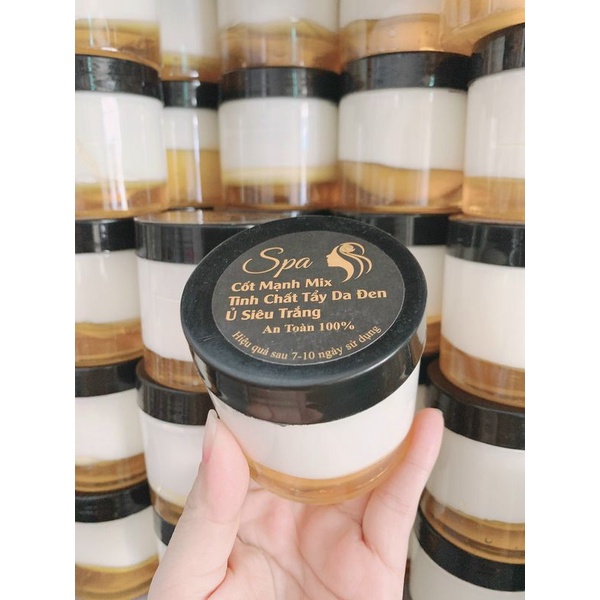 Spa
Cốt Mạnh Mix
Tinh Chất Tẩy Da Đen
Ủ Siêu Trắng
An Toàn 100%
Hiệu quả sau 7-10 ngày sử dụng